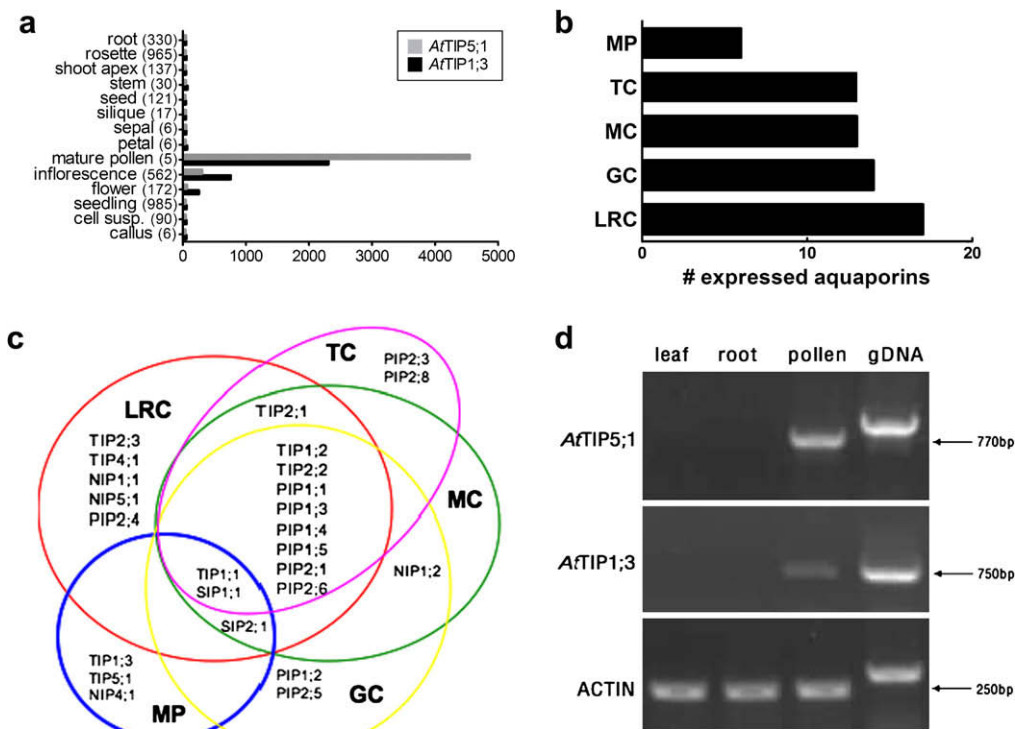 a
root (330)
rosette (965)
shoot apex (137)
stem (30)
seed (121)
silique (17)
sepal (6)
petal (6)
mature pollen (5)
inflorescence (562)
flower (172)
seedling (985)
cell susp. (90)
callus (6)
0 1000 2000 3000 4000 5000
AtTIP5;1
AtTIP1;3
b
MP
TC
MC
GC
LRC
0 10 20
# expressed aquaporins
c
TC
PIP2;3
PIP2;8
LRC
TIP2;1
TIP2;3
TIP4;1
NIP1;1
NIP5;1
PIP2;4
TIP1;2
TIP2;2
PIP1;1
PIP1;3
PIP1;4
PIP1;5
PIP2;1
PIP2;6
MC
NIP1;2
TIP1;1
SIP1;1
SIP2;1
TIP1;3
TIP5;1
NIP4;1
MP
PIP1;2
PIP2;5
GC
d
leaf root pollen gDNA
AtTIP5;1
770bp
AtTIP1;3
750bp
ACTIN
250bp